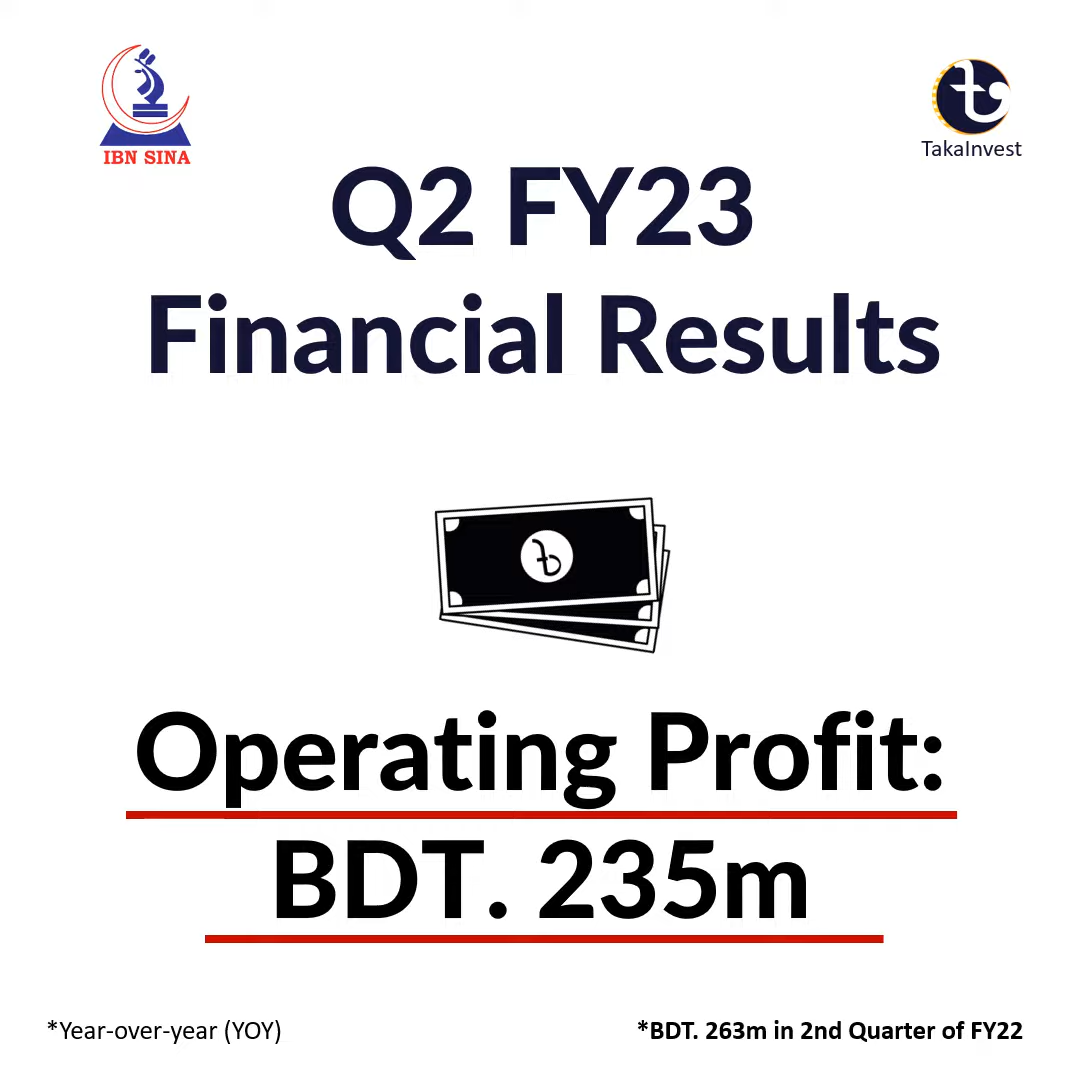 IBN SINA
TakaInvest
Q2 FY23
Financial Results
৳
Operating Profit:
BDT. 235m
*Year-over-year (YOY)
*BDT. 263m in 2nd Quarter of FY22